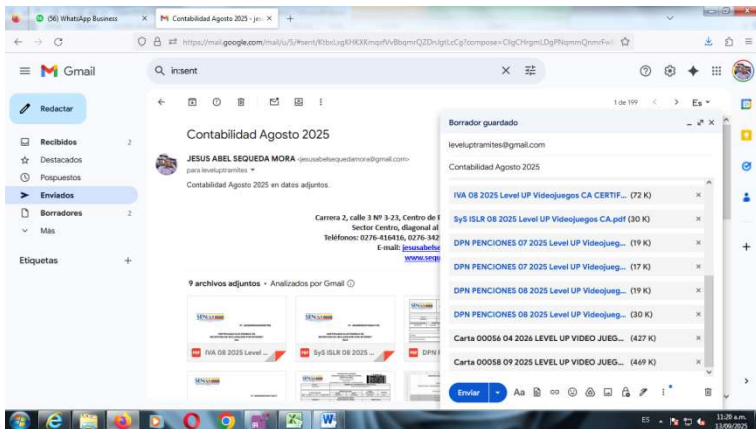 (56) WhatsApp Business
Contabilidad Agosto 2025 - jes
https://mail.google.com/mail/u/5/#sent/
Gmail
in:sent
Redactar
Recibidos 2
Destacados
Pospuestos
Enviados
Borradores 2
Más
Etiquetas
1 de 199
Es
Contabilidad Agosto 2025
JESUS ABEL SEQUEDA MORA <jesusabelsequedamora@gmail.com>
para leveluptramites
Contabilidad Agosto 2025 en datos adjuntos.
Carrera 2, calle 3 Nº 3-23, Centro de
Sector Centro, diagonal al
Teléfonos: 0276-416416, 0276-342
E-mail: jesusabelse
www.sequ
9 archivos adjuntos • Analizados por Gmail
SENIAT
SENIAT
SENIAT
IVA 08 2025 Level ...
SyS ISLR 08 2025 ...
DPN
SENIAT
Borrador guardado
leveluptramites@gmail.com
Contabilidad Agosto 2025
IVA 08 2025 Level UP Videojuegos CA CERTIF... (72 K)
SyS ISLR 08 2025 Level UP Videojuegos CA.pdf (30 K)
DPN PENCIONES 07 2025 Level UP Videojueg... (19 K)
DPN PENCIONES 07 2025 Level UP Videojueg... (17 K)
DPN PENCIONES 08 2025 Level UP Videojueg... (19 K)
DPN PENCIONES 08 2025 Level UP Videojueg... (30 K)
Carta 00056 04 2026 LEVEL UP VIDEO JUEG... (427 K)
Carta 00058 09 2025 LEVEL UP VIDEO JUEG... (469 K)
Enviar
ES
11:20 a.m.
13/09/2025